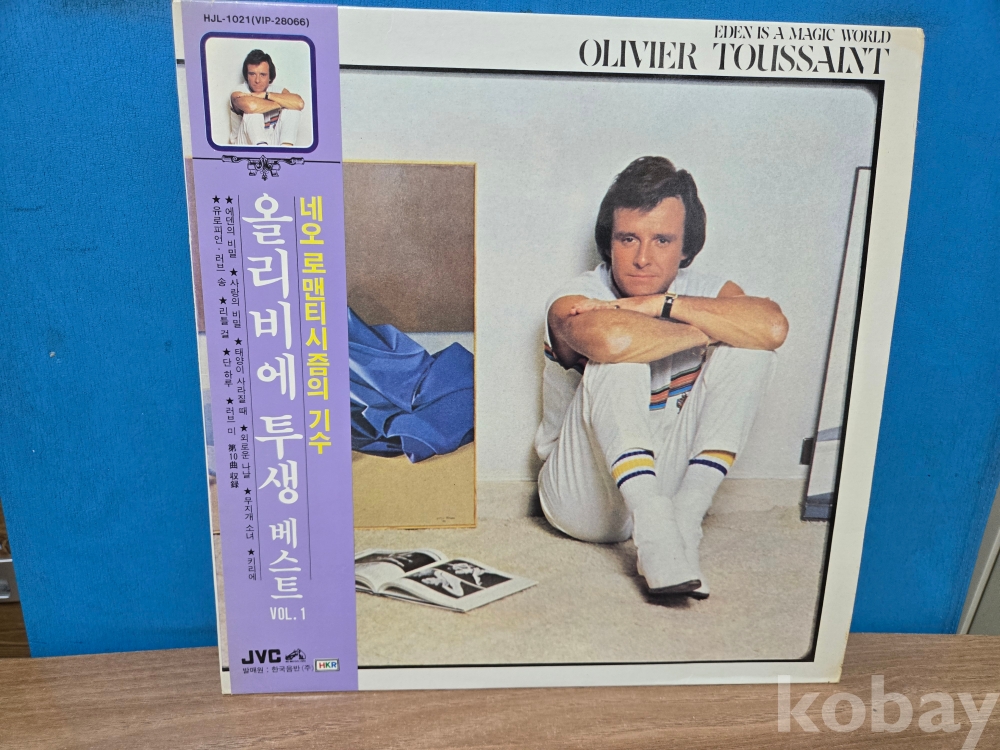 HJL-1021(VIP-28066)
EDEN IS A MAGIC WORLD
OLIVIER TOUSSAINT
네오 로맨티시즘의 기수
올리비에 투생 베스트
VOL. 1
★에덴의 비밀 ★사랑의 비밀 ★태양이 사라질 때 ★외로운 나날 ★무지개 소녀 ★키리에
★유로피언·러브 송 ★리틀 걸 ★단 하루 ★러브 미 第10曲 収録
JVC
발매원 : 한국음반(주) HKR
kobay